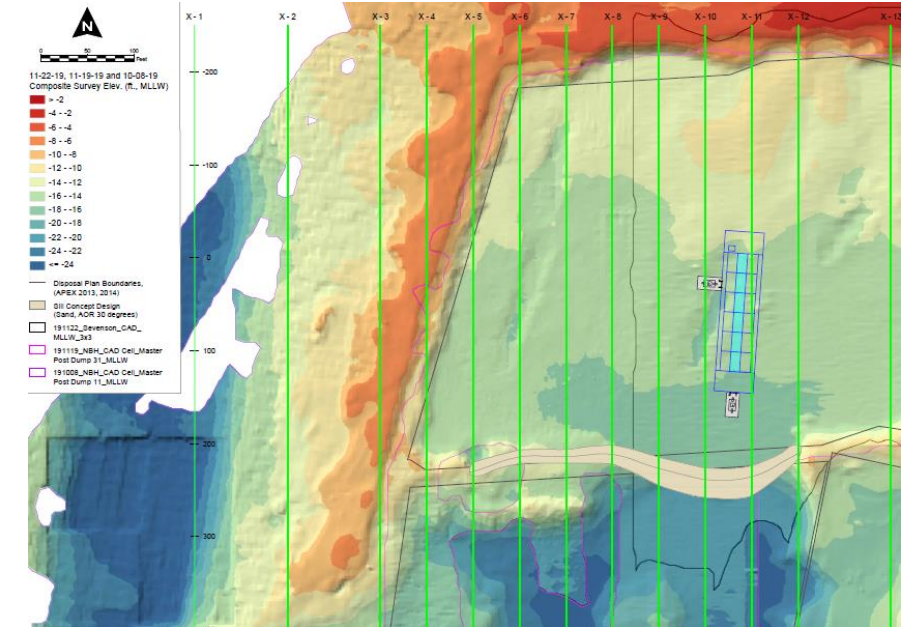 X - 1 X - 2 X - 3 X - 4 X - 5 X - 6 X - 7 X - 8 X - 9 X - 10 X - 11 X - 12 X - 13
N
0 50 100
Feet
11-22-19, 11-19-19 and 10-08-19
Composite Survey Elev. (ft., MLLW)
> -2
-4 - -2
-6 - -4
-8 - -6
-10 - -8
-12 - -10
-14 - -12
-16 - -14
-18 - -16
-20 - -18
-22 - -20
-24 - -22
<= -24
Disposal Plan Boundaries,
(APEX 2013, 2014)
Sill Concept Design
(Sand, AOR 30 degrees)
191122_Sevenson_CAD_
MLLW_3x3
191119_NBH_CAD Cell_Master
Post Dump 31_MLLW
191008_NBH_CAD Cell_Master
Post Dump 11_MLLW
-200
-100
0
100
200
300